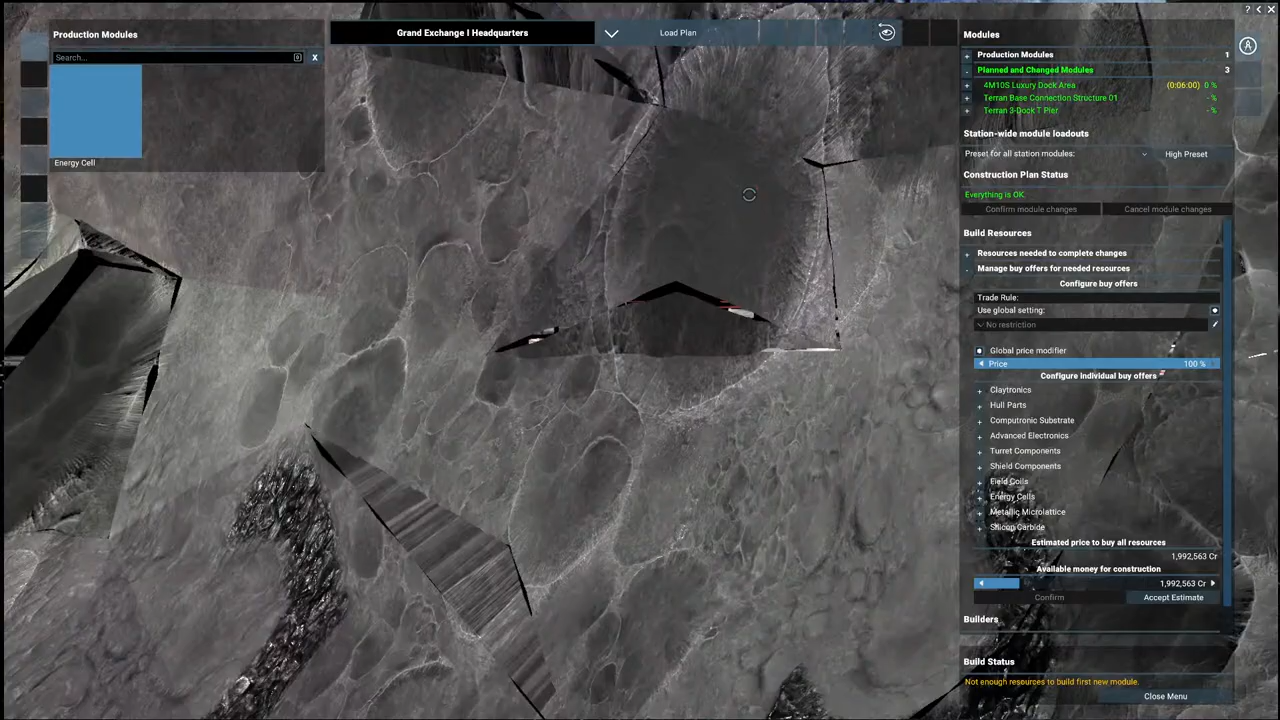 Production Modules
Search...
x
Energy Cell
Grand Exchange I Headquarters
Load Plan
? < x
Modules
+ Production Modules 1
- Planned and Changed Modules 3
+ 4M10S Luxury Dock Area (0:06:00) 0 %
+ Terran Base Connection Structure 01 - %
+ Terran 3-Dock T Pier - %
Station-wide module loadouts
Preset for all station modules: High Preset
Construction Plan Status
Everything is OK.
Confirm module changes Cancel module changes
Build Resources
+ Resources needed to complete changes
- Manage buy offers for needed resources
Configure buy offers
Trade Rule:
Use global setting:
No restriction
Global price modifier
Price 100 %
Configure individual buy offers
+ Claytronics
+ Hull Parts
+ Computronic Substrate
+ Advanced Electronics
+ Turret Components
+ Shield Components
+ Field Coils
+ Energy Cells
+ Metallic Microlattice
+ Silicon Carbide
Estimated price to buy all resources
1,992,563 Cr
Available money for construction
1,992,563 Cr
Confirm Accept Estimate
Builders
Build Status
Not enough resources to build first new module.
Close Menu